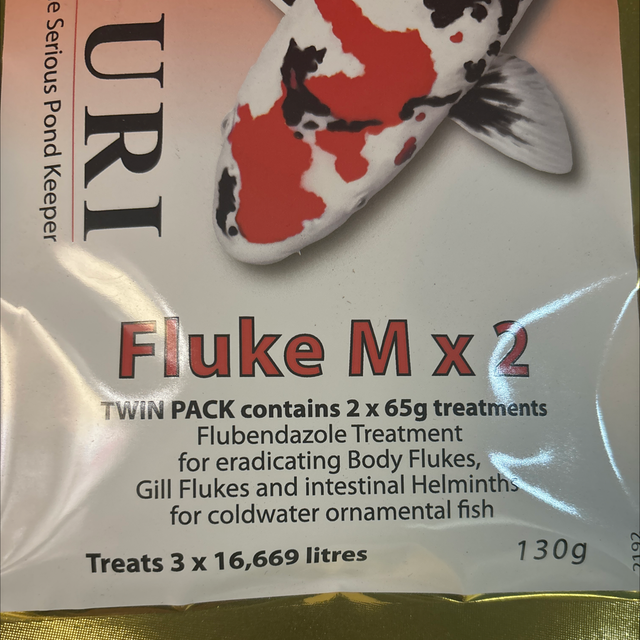 e Serious Pond Keeper
URI
Fluke M x 2
TWIN PACK contains 2 x 65g treatments
Flubendazole Treatment
for eradicating Body Flukes,
Gill Flukes and intestinal Helminths
for coldwater ornamental fish
Treats 3 x 16,669 litres
130g
2192